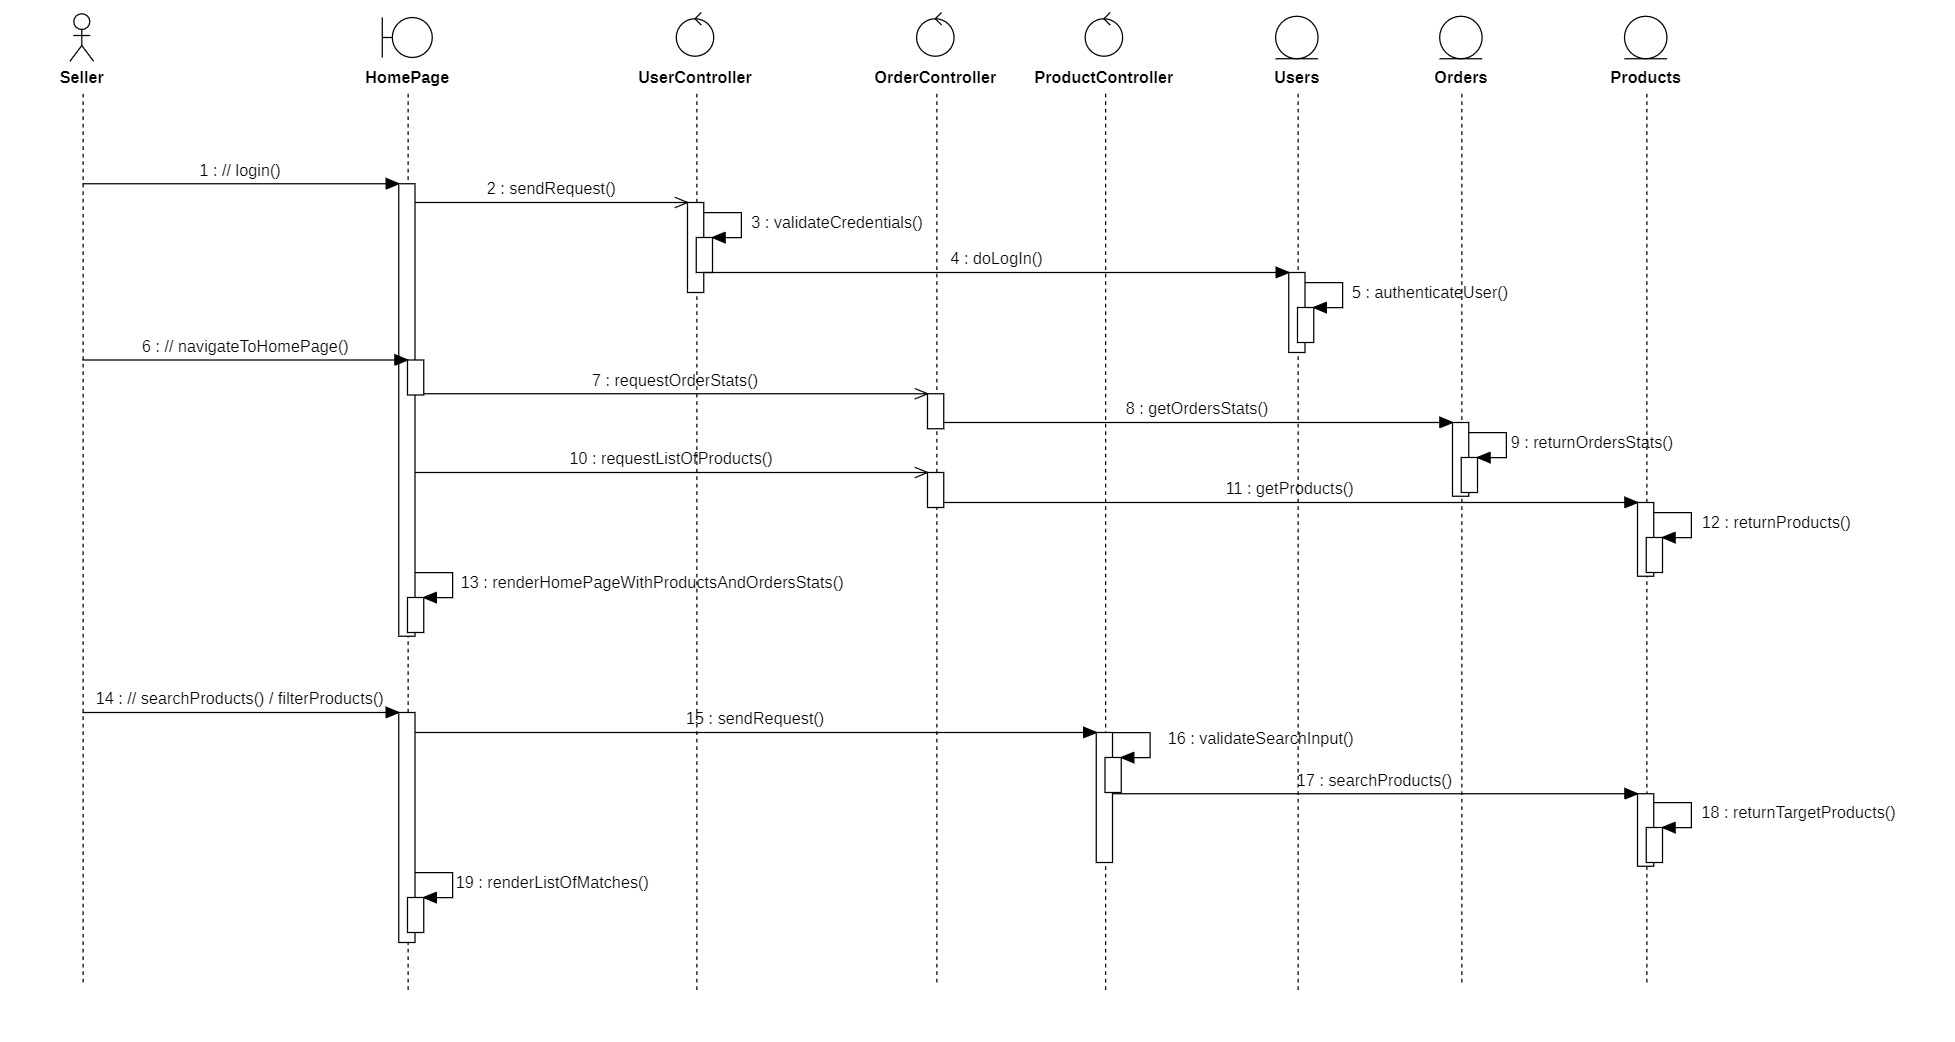 Seller
HomePage
UserController
OrderController
ProductController
Users
Orders
Products
1 : // login()
2 : sendRequest()
3 : validateCredentials()
4 : doLogIn()
5 : authenticateUser()
6 : // navigateToHomePage()
7 : requestOrderStats()
8 : getOrdersStats()
9 : returnOrdersStats()
10 : requestListOfProducts()
11 : getProducts()
12 : returnProducts()
13 : renderHomePageWithProductsAndOrdersStats()
14 : // searchProducts() / filterProducts()
15 : sendRequest()
16 : validateSearchInput()
17 : searchProducts()
18 : returnTargetProducts()
19 : renderListOfMatches()